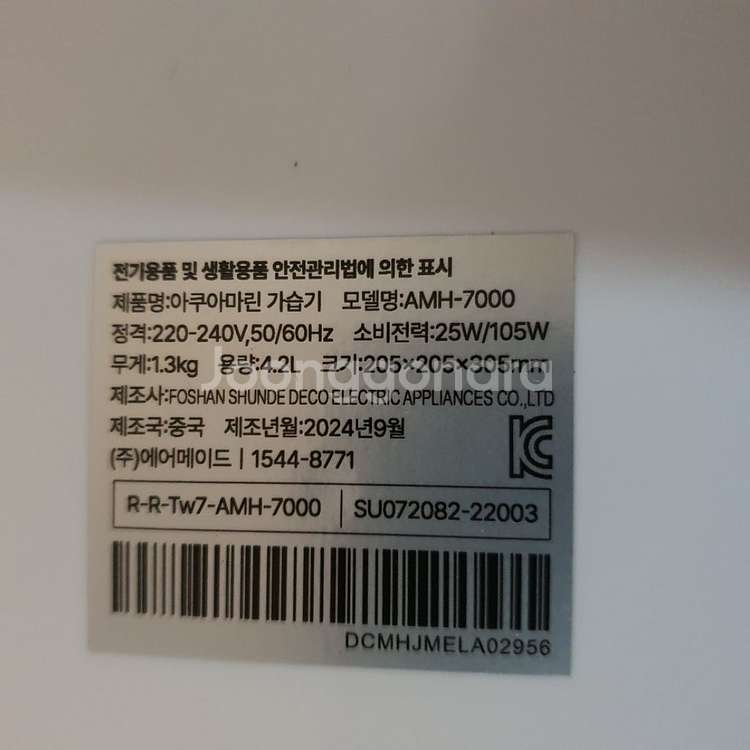 전기용품 및 생활용품 안전관리법에 의한 표시
제품명:아쿠아마린 가습기 모델명:AMH-7000
정격:220-240V,50/60Hz 소비전력:25W/105W
무게:1.3kg 용량:4.2L 크기:205×205×305mm
Joonggonara
제조사:FOSHAN SHUNDE DECO ELECTRIC APPLIANCES CO.,LTD
제조국:중국 제조년월:2024년9월
(주)에어메이드 | 1544-8771
R-R-Tw7-AMH-7000 SU072082-22003
DCMHJMELA02956